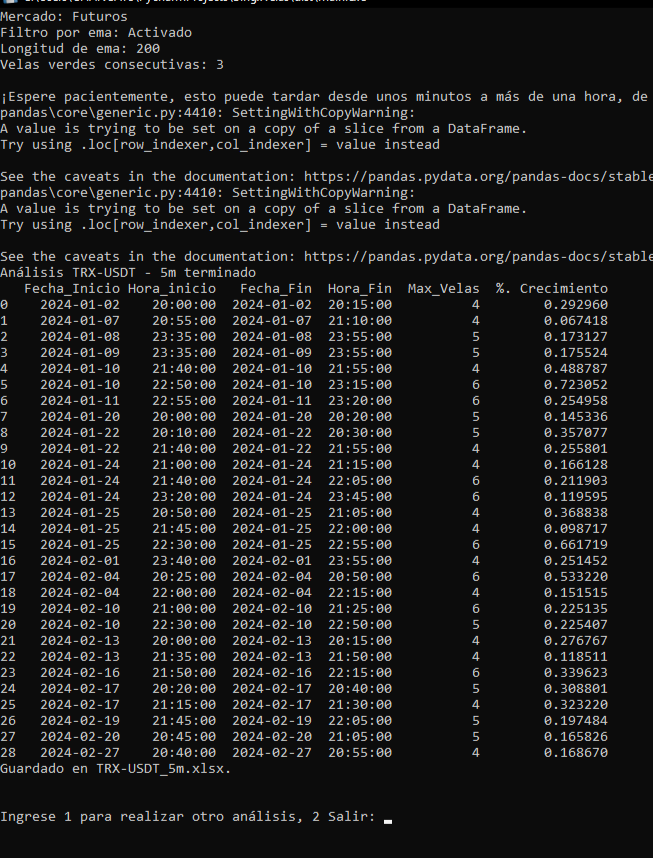 Mercado: Futuros
Filtro por ema: Activado
Longitud de ema: 200
Velas verdes consecutivas: 3
¡Espere pacientemente, esto puede tardar desde unos minutos a más de una hora, de
pandas\core\generic.py:4410: SettingWithCopyWarning:
A value is trying to be set on a copy of a slice from a DataFrame.
Try using .loc[row_indexer,col_indexer] = value instead
See the caveats in the documentation: https://pandas.pydata.org/pandas-docs/stable
pandas\core\generic.py:4410: SettingWithCopyWarning:
A value is trying to be set on a copy of a slice from a DataFrame.
Try using .loc[row_indexer,col_indexer] = value instead
See the caveats in the documentation: https://pandas.pydata.org/pandas-docs/stable
Análisis TRX-USDT - 5m terminado
Fecha_Inicio Hora_inicio Fecha_Fin Hora_Fin Max_Velas %. Crecimiento
0 2024-01-02 20:00:00 2024-01-02 20:15:00 4 0.292960
1 2024-01-07 20:55:00 2024-01-07 21:10:00 4 0.067418
2 2024-01-08 23:35:00 2024-01-08 23:55:00 5 0.173127
3 2024-01-09 23:35:00 2024-01-09 23:55:00 5 0.175524
4 2024-01-10 21:40:00 2024-01-10 21:55:00 4 0.488787
5 2024-01-10 22:50:00 2024-01-10 23:15:00 6 0.723052
6 2024-01-11 22:55:00 2024-01-11 23:20:00 6 0.254958
7 2024-01-20 20:00:00 2024-01-20 20:20:00 5 0.145336
8 2024-01-22 20:10:00 2024-01-22 20:30:00 5 0.357077
9 2024-01-22 21:40:00 2024-01-22 21:55:00 4 0.255801
10 2024-01-24 21:00:00 2024-01-24 21:15:00 4 0.166128
11 2024-01-24 21:40:00 2024-01-24 22:05:00 6 0.211903
12 2024-01-24 23:20:00 2024-01-24 23:45:00 6 0.119595
13 2024-01-25 20:50:00 2024-01-25 21:05:00 4 0.368838
14 2024-01-25 21:45:00 2024-01-25 22:00:00 4 0.098717
15 2024-01-25 22:30:00 2024-01-25 22:55:00 6 0.661719
16 2024-02-01 23:40:00 2024-02-01 23:55:00 4 0.251452
17 2024-02-04 20:25:00 2024-02-04 20:50:00 6 0.533220
18 2024-02-04 22:00:00 2024-02-04 22:15:00 4 0.151515
19 2024-02-10 21:00:00 2024-02-10 21:25:00 6 0.225135
20 2024-02-10 22:30:00 2024-02-10 22:50:00 5 0.225407
21 2024-02-13 20:00:00 2024-02-13 20:15:00 4 0.276767
22 2024-02-13 21:35:00 2024-02-13 21:50:00 4 0.118511
23 2024-02-16 21:50:00 2024-02-16 22:15:00 6 0.339623
24 2024-02-17 20:20:00 2024-02-17 20:40:00 5 0.308801
25 2024-02-17 21:15:00 2024-02-17 21:30:00 4 0.323220
26 2024-02-19 21:45:00 2024-02-19 22:05:00 5 0.197484
27 2024-02-20 20:45:00 2024-02-20 21:05:00 5 0.165826
28 2024-02-27 20:40:00 2024-02-27 20:55:00 4 0.168670
Guardado en TRX-USDT_5m.xlsx.
Ingrese 1 para realizar otro análisis, 2 Salir: